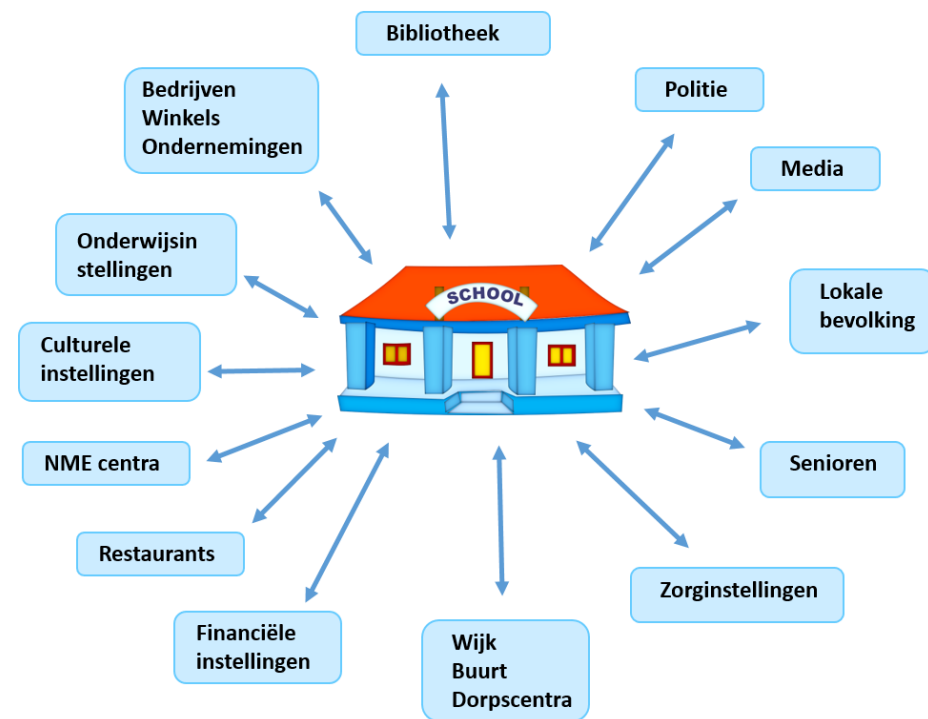 Bibliotheek
Politie
Bedrijven
Winkels
Ondernemingen
Media
Onderwijsin
stellingen
SCHOOL
Lokale
bevolking
Culturele
instellingen
NME centra
Senioren
Restaurants
Zorginstellingen
Financiële
instellingen
Wijk
Buurt
Dorpscentra